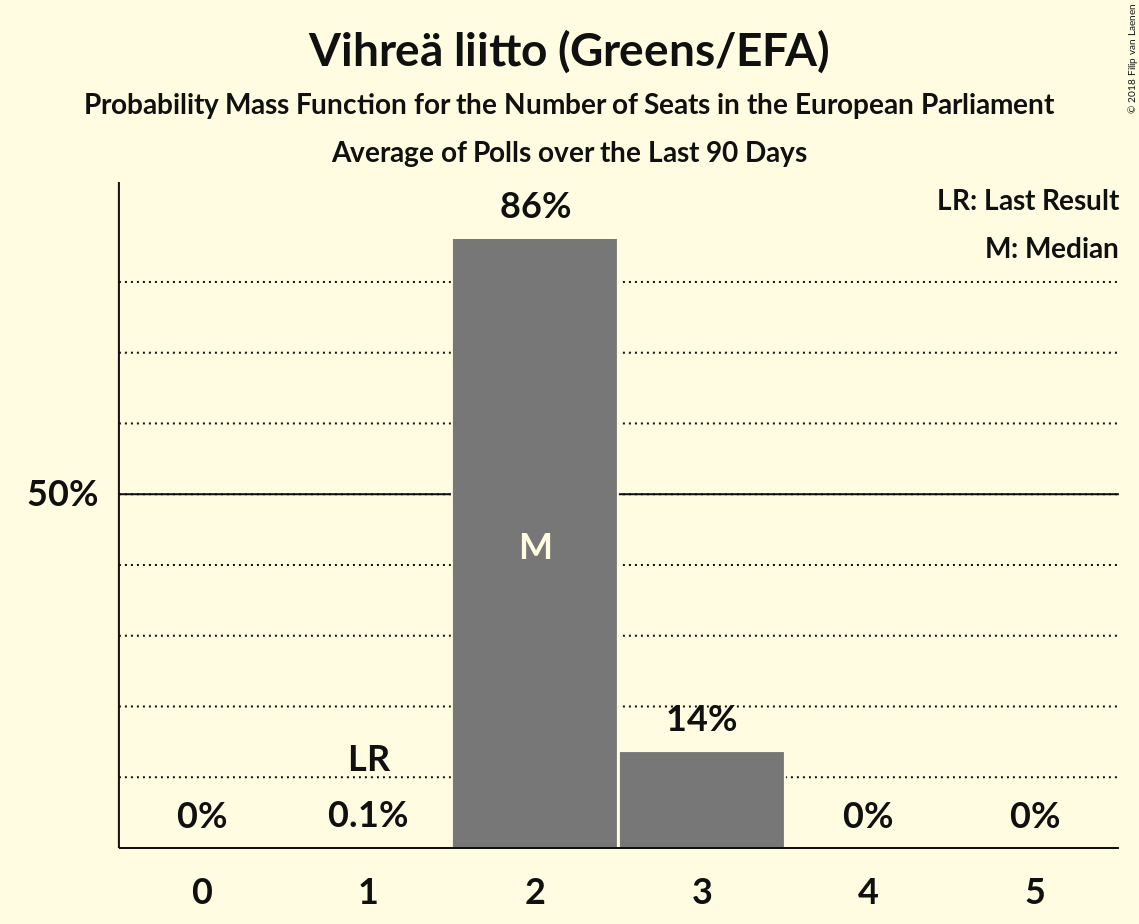 Vihreä liitto (Greens/EFA)
Probability Mass Function for the Number of Seats in the European Parliament
Average of Polls over the Last 90 Days
© 2018 Filip van Laenen
LR: Last Result
M: Median
86%
50%
M
14%
LR
0%
0.1%
0%
0%
0
1
2
3
4
5